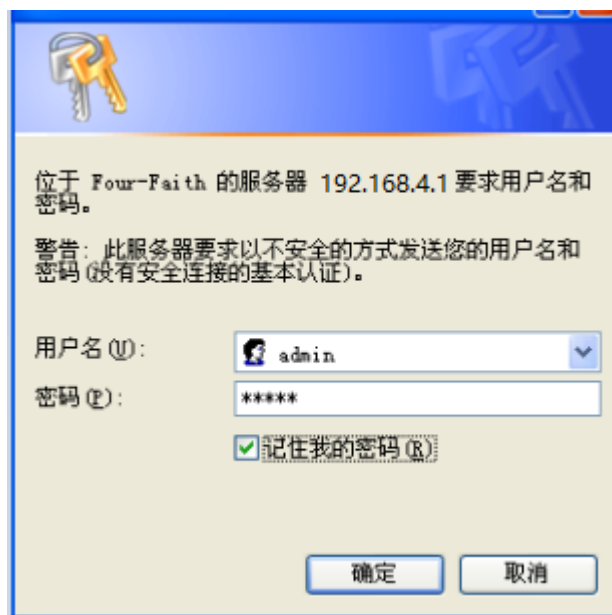 位于 Four-Faith 的服务器 192.168.4.1 要求用户名和
密码。
警告: 此服务器要求以不安全的方式发送您的用户名和
密码(没有安全连接的基本认证)。
用户名(U):
admin
密码(P):
*****
记住我的密码(R)
确定
取消